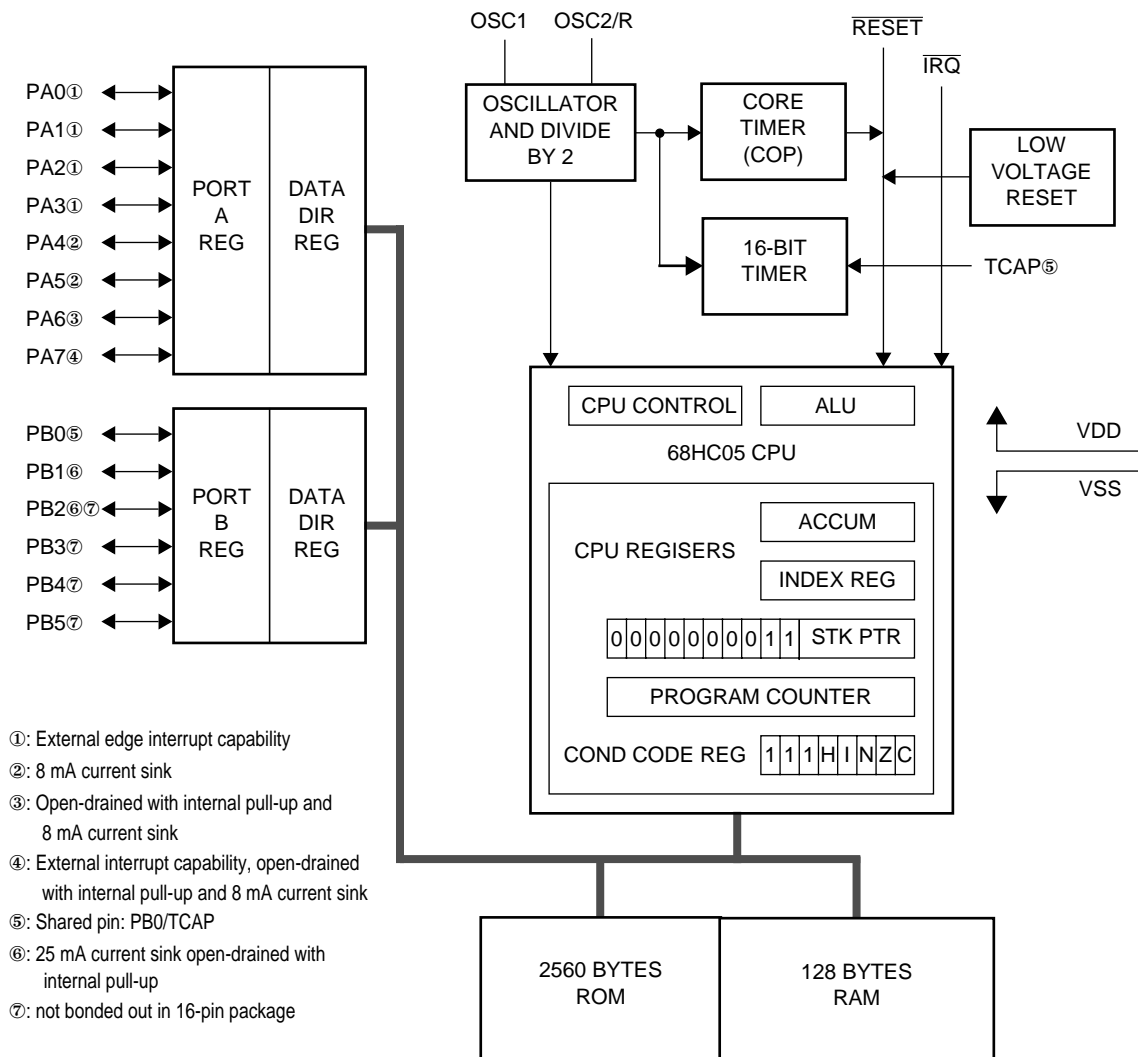 OSC1
OSC2/R
RESET
IRQ
PA0①
PA1①
PA2①
PA3①
PA4②
PA5②
PA6③
PA7④
PORT
A
REG
DATA
DIR
REG
OSCILLATOR
AND DIVIDE
BY 2
CORE
TIMER
(COP)
LOW
VOLTAGE
RESET
16-BIT
TIMER
TCAP⑤
PB0⑤
PB1⑥
PB2⑥⑦
PB3⑦
PB4⑦
PB5⑦
PORT
B
REG
DATA
DIR
REG
CPU CONTROL
ALU
68HC05 CPU
VDD
VSS
ACCUM
CPU REGISERS
INDEX REG
0 0 0 0 0 0 0 0 1 1 STK PTR
PROGRAM COUNTER
COND CODE REG 1 1 1 H I N Z C
①: External edge interrupt capability
②: 8 mA current sink
③: Open-drained with internal pull-up and
8 mA current sink
④: External interrupt capability, open-drained
with internal pull-up and 8 mA current sink
⑤: Shared pin: PB0/TCAP
⑥: 25 mA current sink open-drained with
internal pull-up
⑦: not bonded out in 16-pin package
2560 BYTES
ROM
128 BYTES
RAM